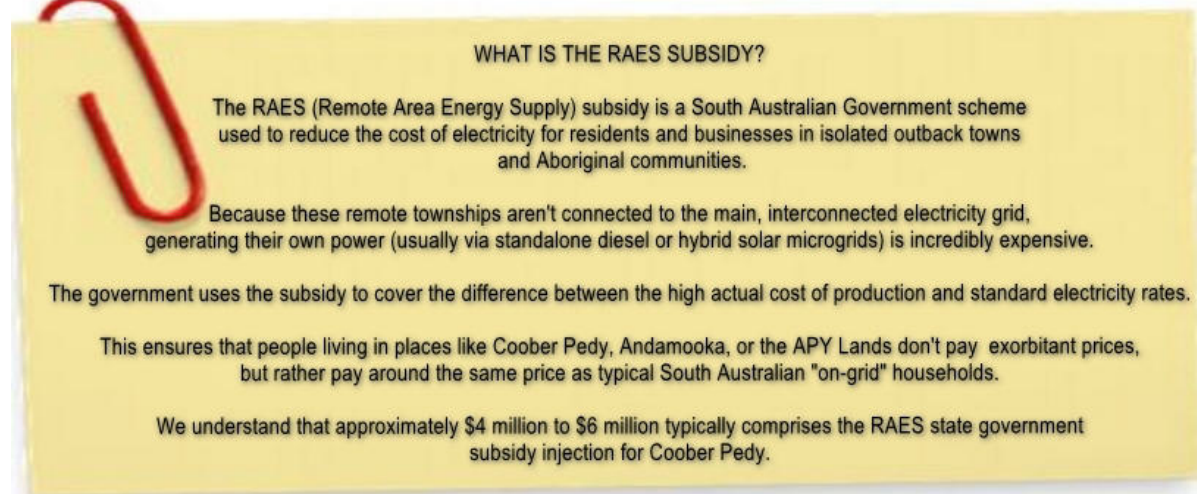 WHAT IS THE RAES SUBSIDY?
The RAES (Remote Area Energy Supply) subsidy is a South Australian Government scheme
used to reduce the cost of electricity for residents and businesses in isolated outback towns
and Aboriginal communities.
Because these remote townships aren't connected to the main, interconnected electricity grid,
generating their own power (usually via standalone diesel or hybrid solar microgrids) is incredibly expensive.
The government uses the subsidy to cover the difference between the high actual cost of production and standard electricity rates.
This ensures that people living in places like Coober Pedy, Andamooka, or the APY Lands don't pay  exorbitant prices,
but rather pay around the same price as typical South Australian "on-grid" households.
We understand that approximately $4 million to $6 million typically comprises the RAES state government
subsidy injection for Coober Pedy.